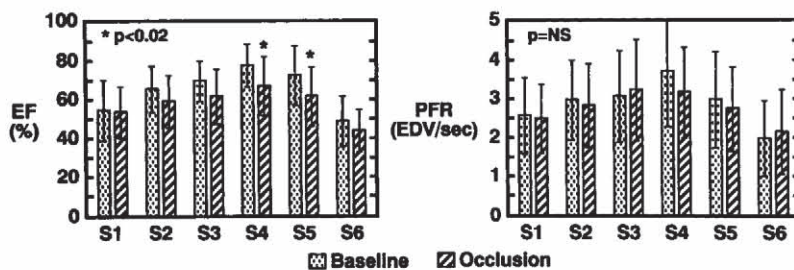 * p<0.02
* *
EF
(%)
100
80
60
40
20
0
S1 S2 S3 S4 S5 S6
p=NS
PFR
(EDV/sec)
5
4
3
2
1
0
S1 S2 S3 S4 S5 S6
Baseline Occlusion